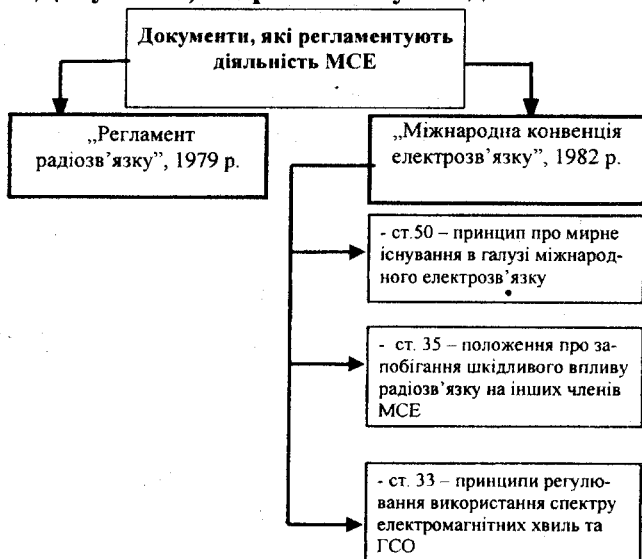 Документи, які регламентують
діяльність МСЕ
„Регламент
радіозв’язку”, 1979 р.
„Міжнародна конвенція
електрозв’язку”, 1982 р.
- ст.50 – принцип про мирне
існування в галузі міжнарод-
ного електрозв’язку
- ст. 35 – положення про за-
побігання шкідливого впливу
радіозв’язку на інших членів
МСЕ
- ст. 33 – принципи регулю-
вання використання спектру
електромагнітних хвиль та
ГСО